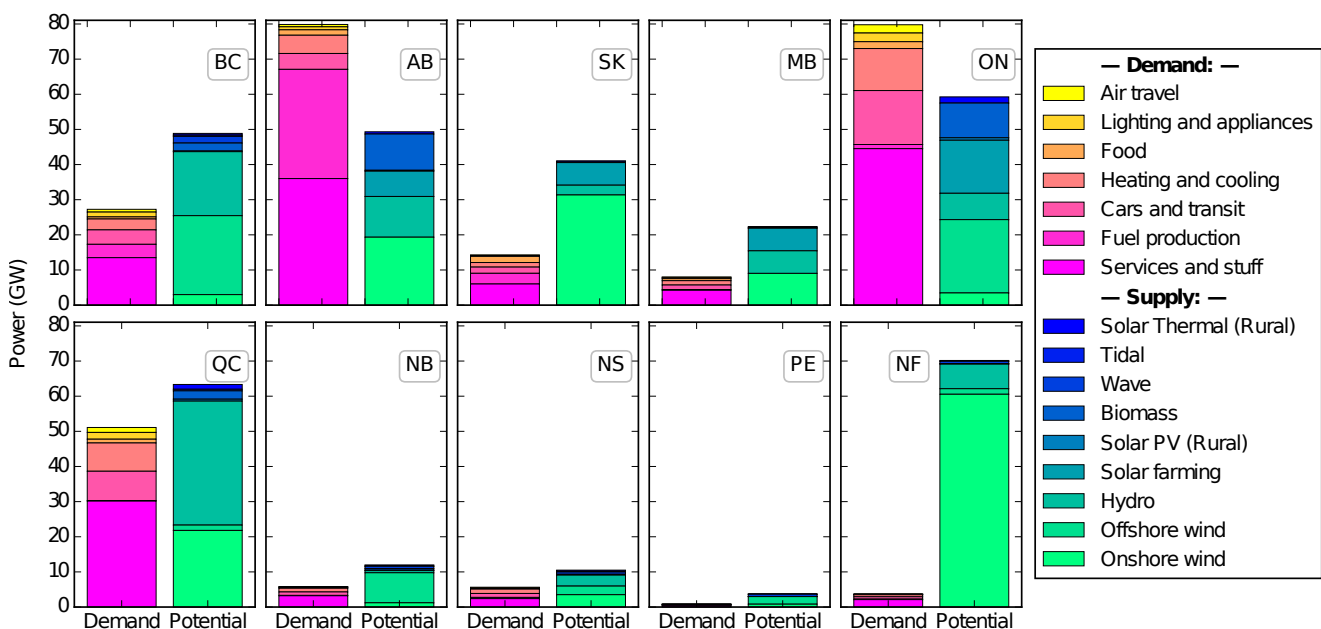 Power (GW)
80
70
60
50
40
30
20
10
0
BC
AB
SK
MB
ON
80
70
60
50
40
30
20
10
0
QC
NB
NS
PE
NF
Demand Potential Demand Potential Demand Potential Demand Potential Demand Potential
— Demand: —
Air travel
Lighting and appliances
Food
Heating and cooling
Cars and transit
Fuel production
Services and stuff
— Supply: —
Solar Thermal (Rural)
Tidal
Wave
Biomass
Solar PV (Rural)
Solar farming
Hydro
Offshore wind
Onshore wind